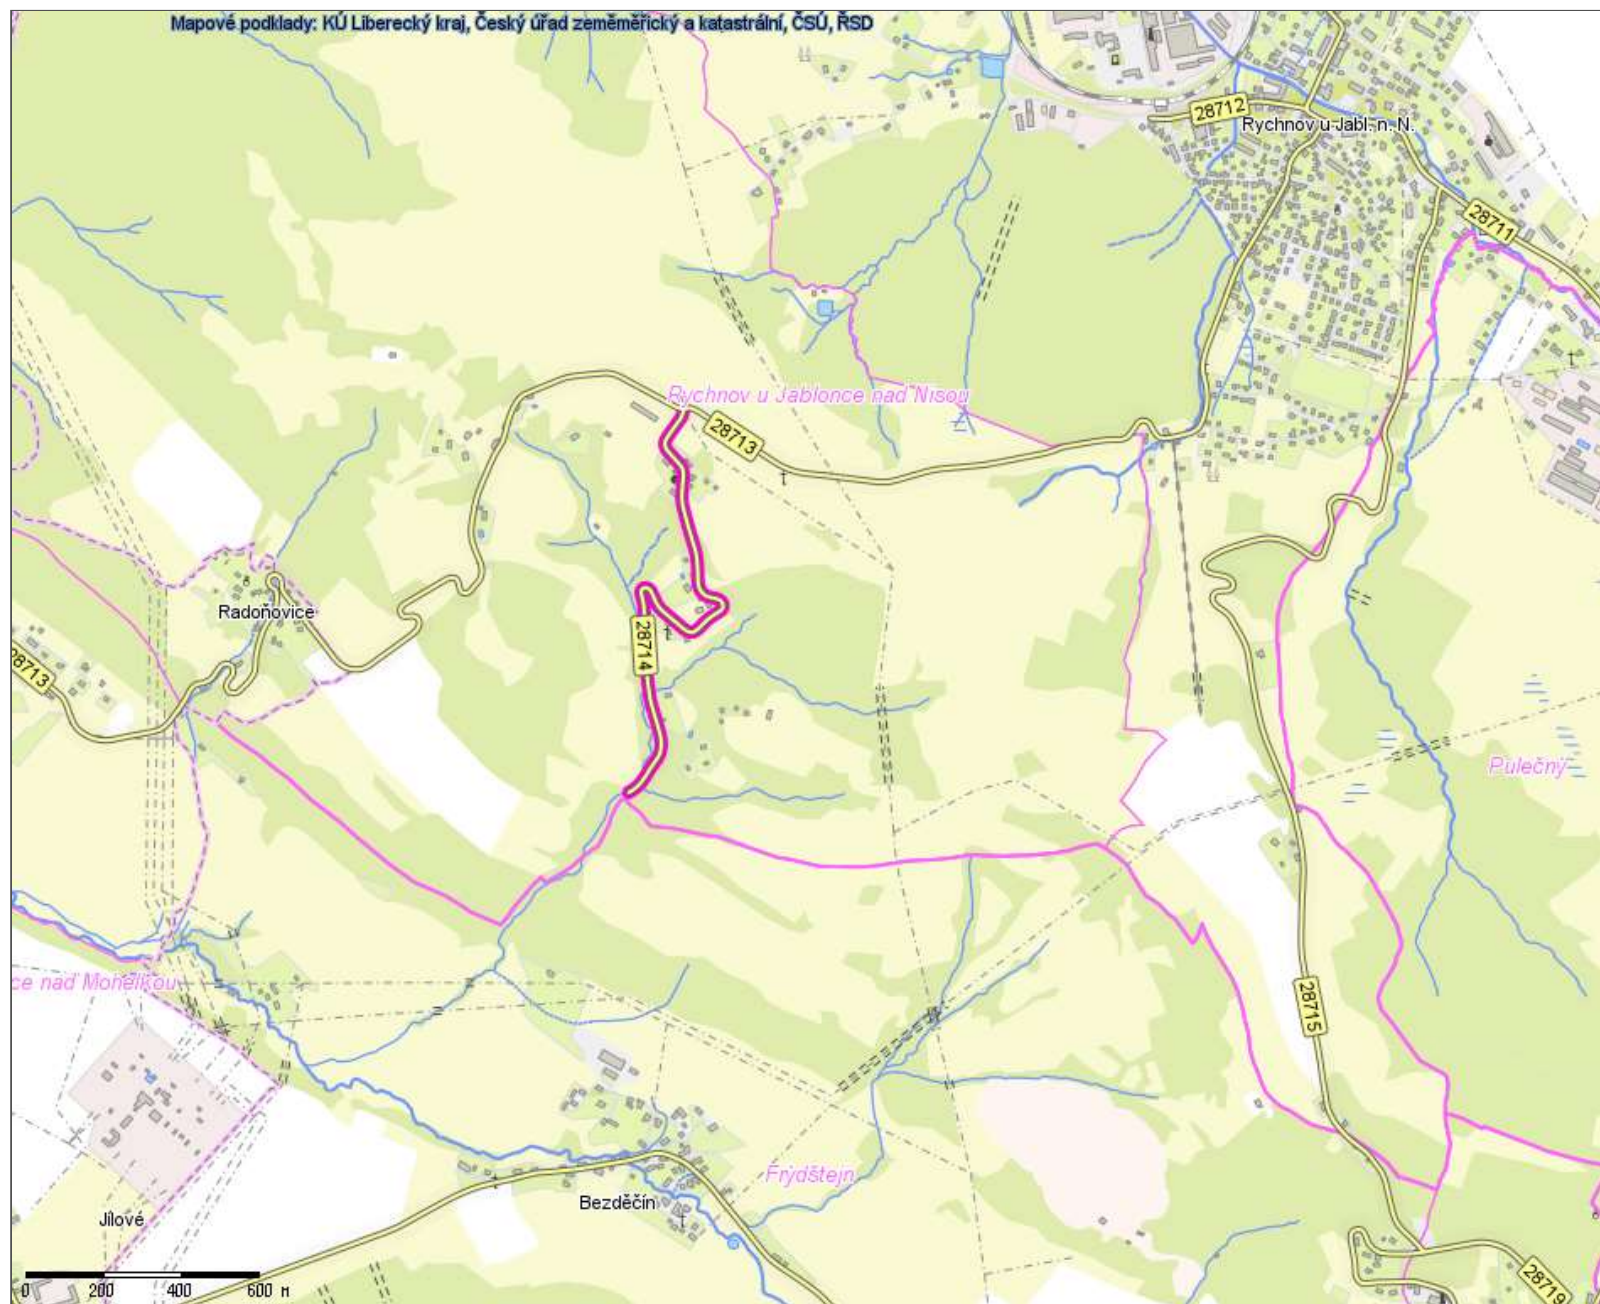 Mapové podklady: KÚ Liberecký kraj, Český úřad zeměměřický a katastrální, ČSÚ, ŘSD
28712
Rychnov u Jabl. n. N.
28711
Rychnov u Jablonce nad Nisou
28713
Radoňovice
28714
28713
Pulečný
ce nad Mohelkou
28715
Frýdštejn
Bezděčín
Jílové
28719
0 200 400 600 м